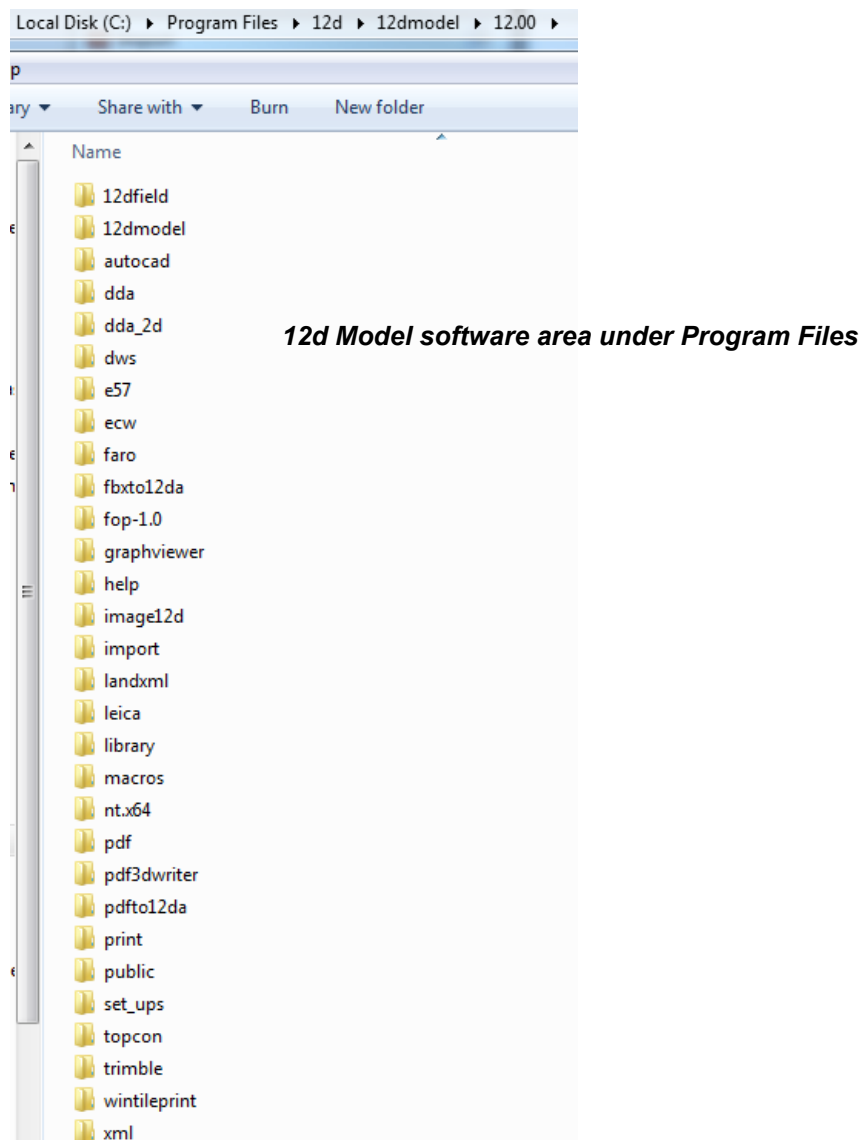 Local Disk (C:) ▸ Program Files ▸ 12d ▸ 12dmodel ▸ 12.00 ▸
p
ary ▾ Share with ▾ Burn New folder
Name
12dfield
12dmodel
autocad
dda
dda_2d
12d Model software area under Program Files
dws
e57
ecw
faro
fbxto12da
fop-1.0
graphviewer
help
image12d
import
landxml
leica
library
macros
nt.x64
pdf
pdf3dwriter
pdfto12da
print
public
set_ups
topcon
trimble
wintileprint
xml